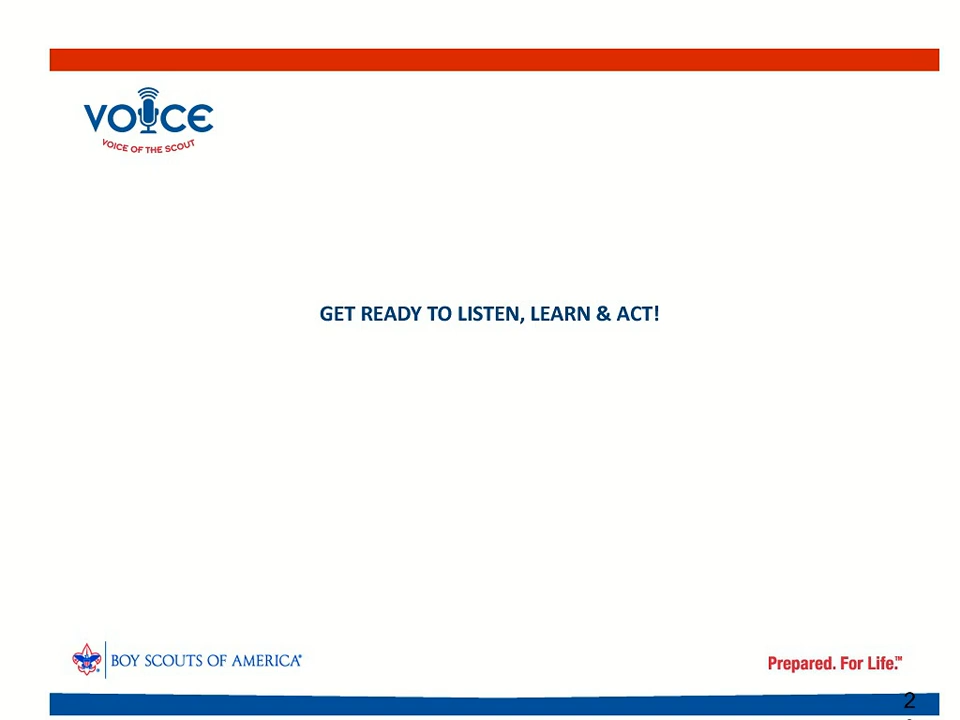 VOICE
VOICE OF THE SCOUT
GET READY TO LISTEN, LEARN & ACT!
BOY SCOUTS OF AMERICA®
Prepared. For Life.™
2